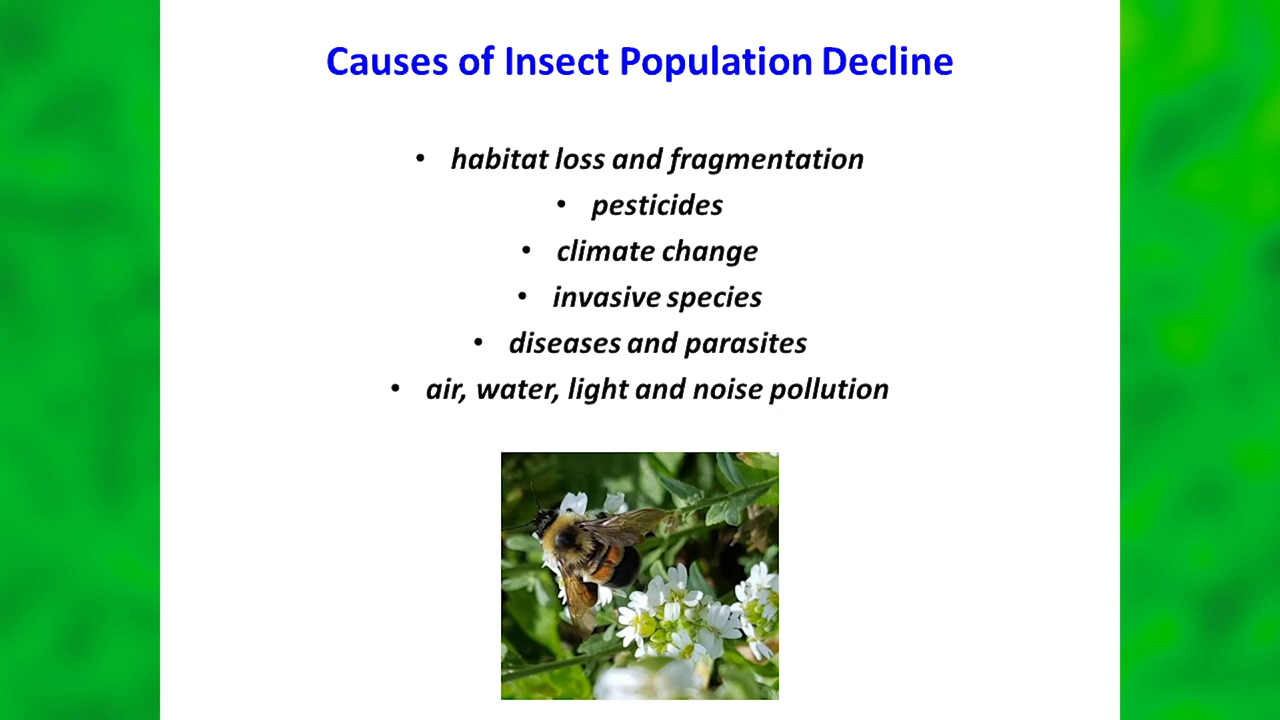 Causes of Insect Population Decline
• habitat loss and fragmentation
• pesticides
• climate change
• invasive species
• diseases and parasites
• air, water, light and noise pollution